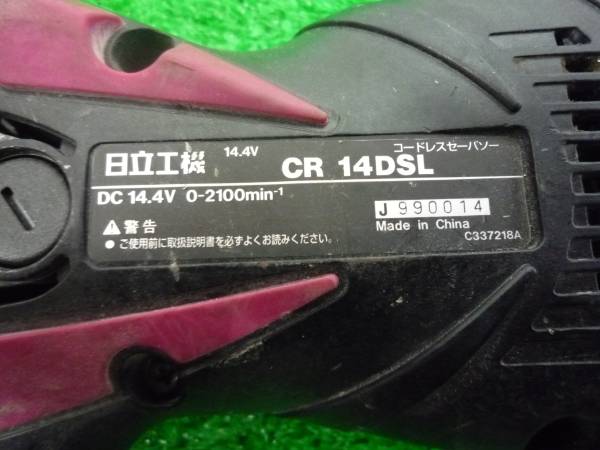 コードレスセーバソー
日立工機 14.4V CR 14DSL
DC 14.4V 0-2100min-1
J 990014
⚠警告
Made in China
● ご使用前に取扱説明書を必ずよくお読みください。
C337218A